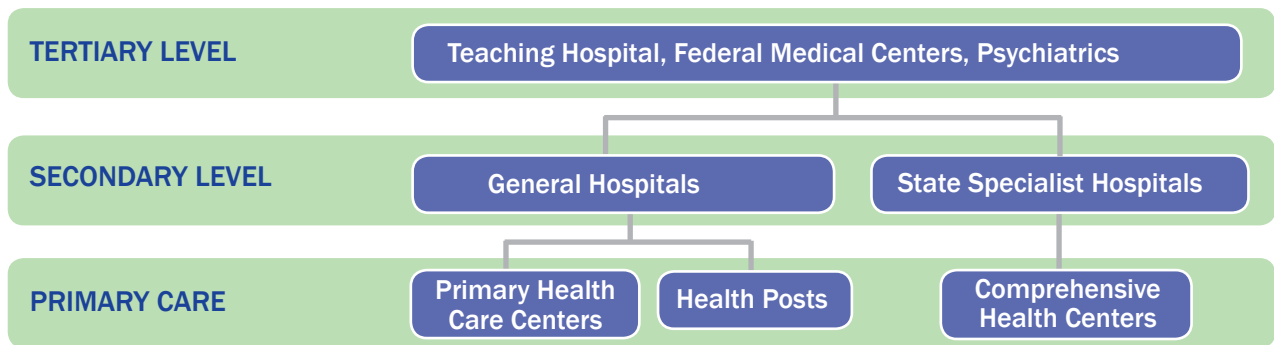 TERTIARY LEVEL
Teaching Hospital, Federal Medical Centers, Psychiatrics
SECONDARY LEVEL
General Hospitals
State Specialist Hospitals
PRIMARY CARE
Primary Health
Care Centers
Health Posts
Comprehensive
Health Centers